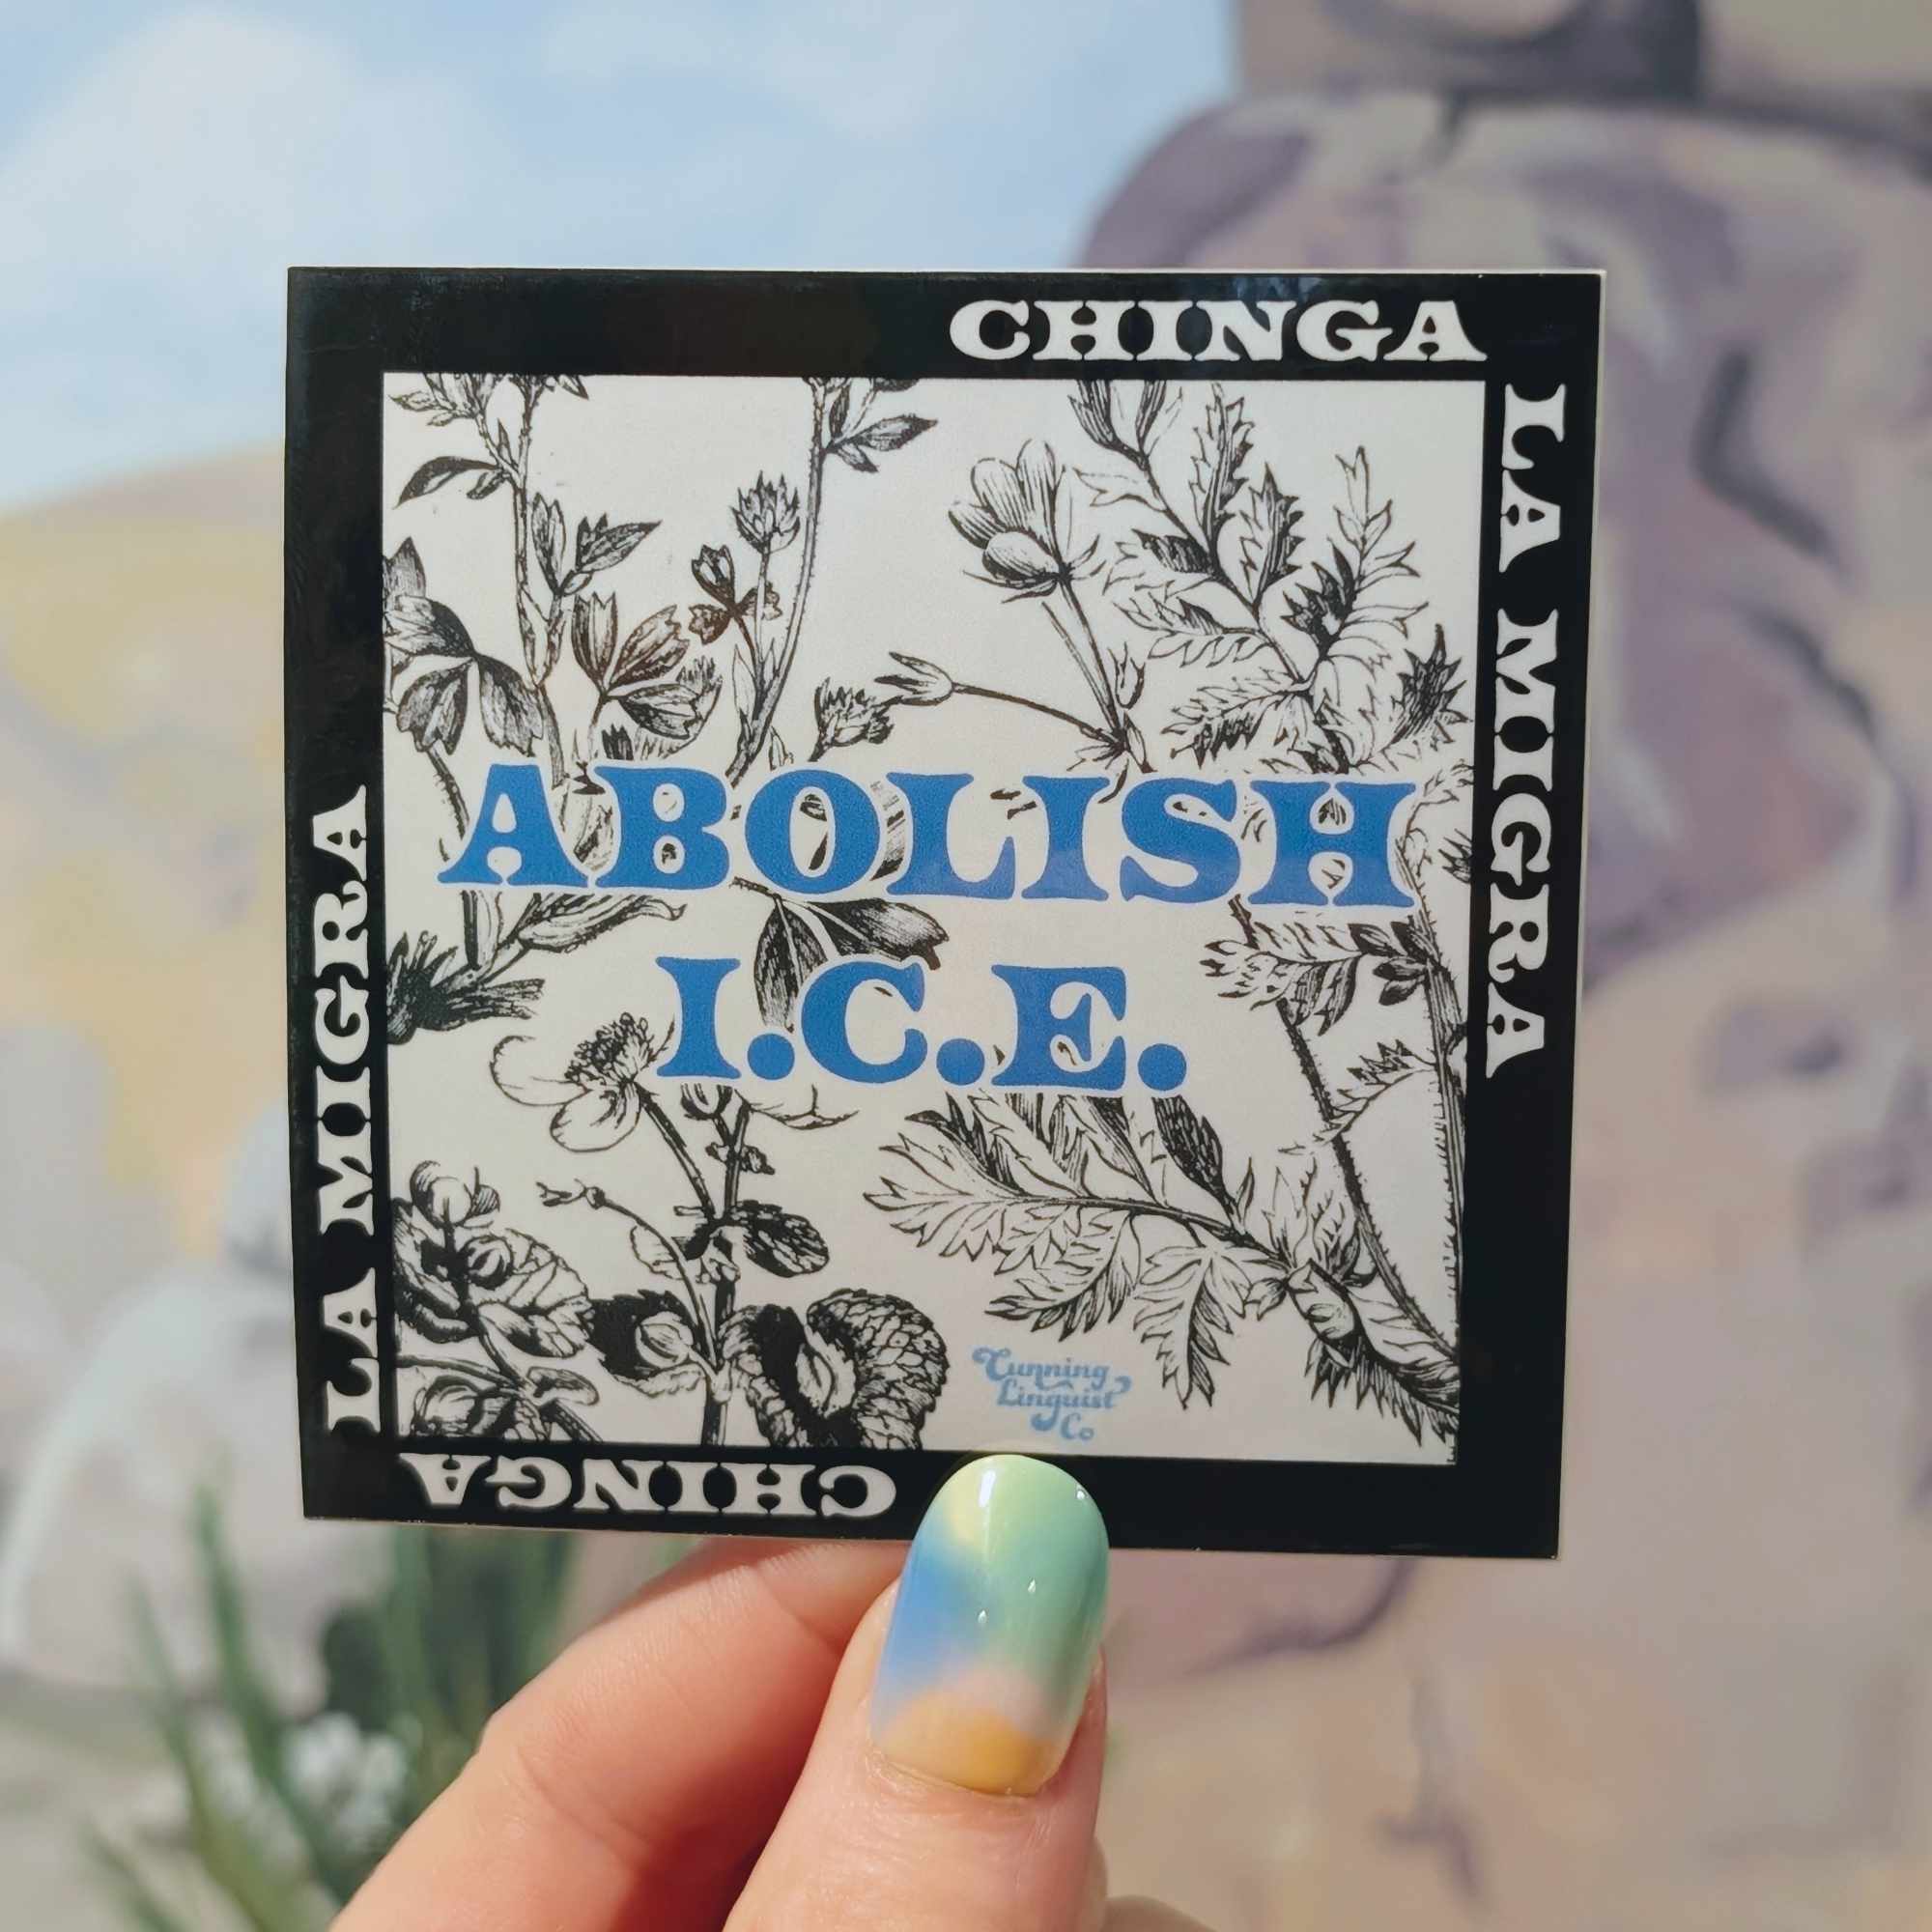 CHINGA
LA MIGRA
ABOLISH
I.C.E.
Cunning
Linguist
Co
CHINGA
LA MIGRA